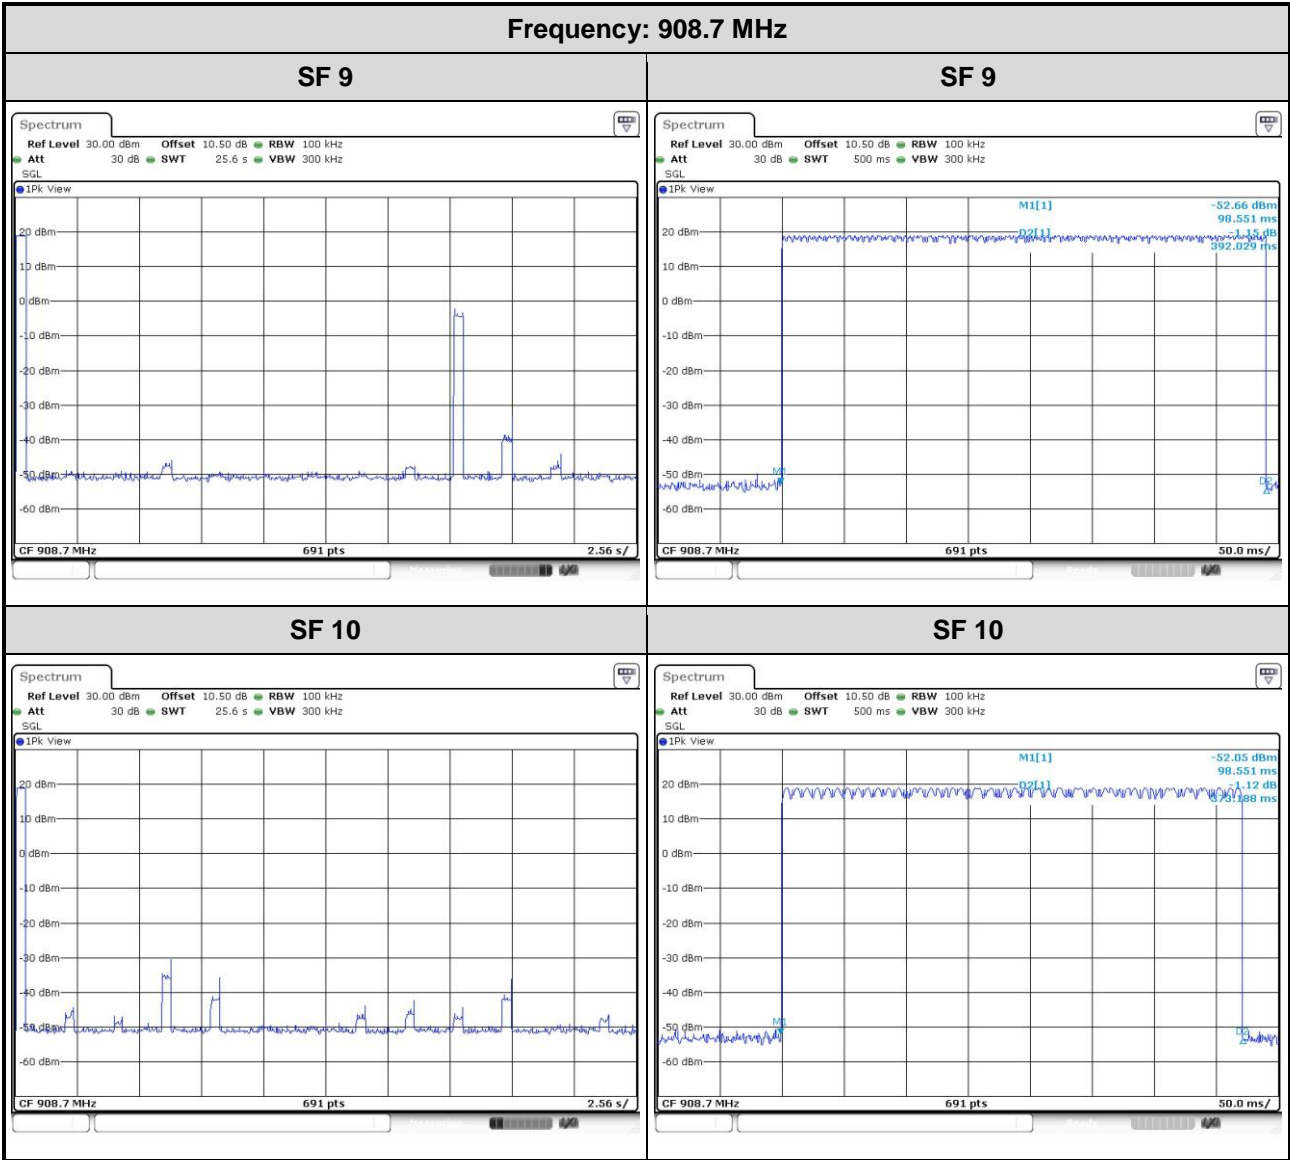 Frequency: 908.7 MHz
SF 9
SF 9
Spectrum
Ref Level 30.00 dBm Offset 10.50 dB RBW 100 kHz
Att 30 dB SWT 25.6 s VBW 300 kHz
SGL
1Pk View
20 dBm
10 dBm
0 dBm
-10 dBm
-20 dBm
-30 dBm
-40 dBm
-50 dBm
-60 dBm
CF 908.7 MHz 691 pts 2.56 s/
Spectrum
Ref Level 30.00 dBm Offset 10.50 dB RBW 100 kHz
Att 30 dB SWT 500 ms VBW 300 kHz
SGL
1Pk View
M1[1] -52.66 dBm
98.551 ms
D2[1] -1.15 dB
392.029 ms
20 dBm
10 dBm
0 dBm
-10 dBm
-20 dBm
-30 dBm
-40 dBm
-50 dBm
M1
D2
-60 dBm
CF 908.7 MHz 691 pts 50.0 ms/
SF 10
SF 10
Spectrum
Ref Level 30.00 dBm Offset 10.50 dB RBW 100 kHz
Att 30 dB SWT 25.6 s VBW 300 kHz
SGL
1Pk View
20 dBm
10 dBm
0 dBm
-10 dBm
-20 dBm
-30 dBm
-40 dBm
-50 dBm
-60 dBm
CF 908.7 MHz 691 pts 2.56 s/
Spectrum
Ref Level 30.00 dBm Offset 10.50 dB RBW 100 kHz
Att 30 dB SWT 500 ms VBW 300 kHz
SGL
1Pk View
M1[1] -52.05 dBm
98.551 ms
D2[1] -1.12 dB
373.188 ms
20 dBm
10 dBm
0 dBm
-10 dBm
-20 dBm
-30 dBm
-40 dBm
-50 dBm
M1
D2
-60 dBm
CF 908.7 MHz 691 pts 50.0 ms/